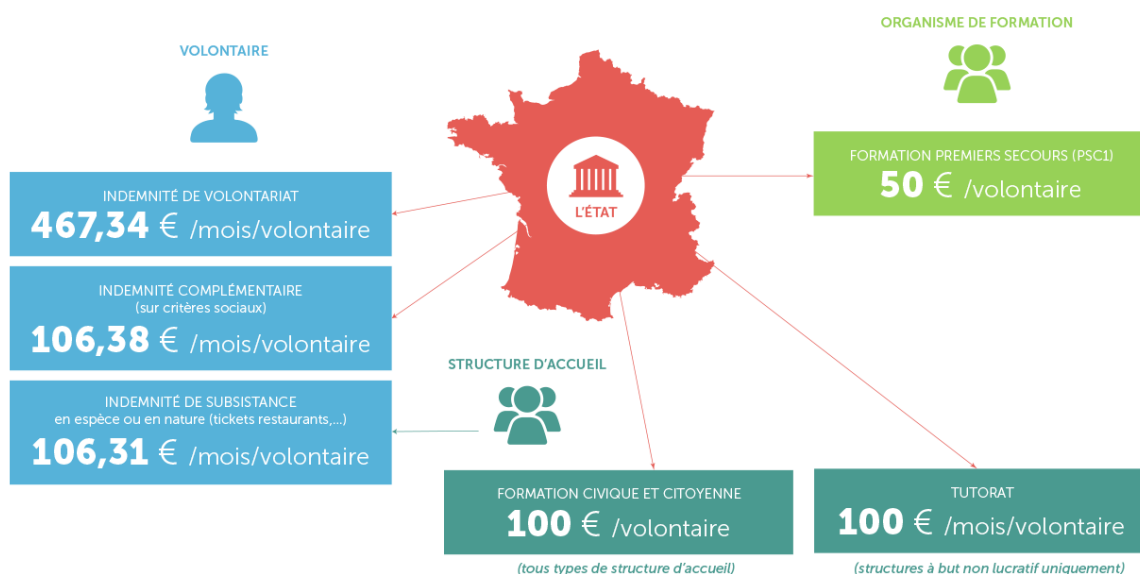 ORGANISME DE FORMATION
VOLONTAIRE
FORMATION PREMIERS SECOURS (PSC1)
50 € /volontaire
INDEMNITÉ DE VOLONTARIAT
467,34 € /mois/volontaire
L'ÉTAT
INDEMNITÉ COMPLÉMENTAIRE
(sur critères sociaux)
106,38 € /mois/volontaire
STRUCTURE D'ACCUEIL
INDEMNITÉ DE SUBSISTANCE
en espèce ou en nature (tickets restaurants,...)
106,31 € /mois/volontaire
FORMATION CIVIQUE ET CITOYENNE
100 € /volontaire
(tous types de structure d'accueil)
TUTORAT
100 € /mois/volontaire
(structures à but non lucratif uniquement)